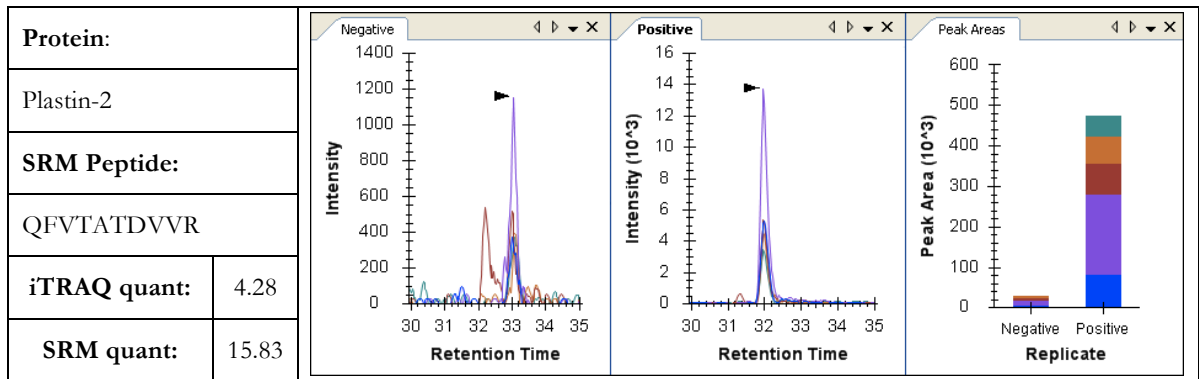 Protein:
Plastin-2
SRM Peptide:
QFVTATDVVR
iTRAQ quant: 4.28
SRM quant: 15.83
Negative
1400
1200
1000
800
600
400
200
0
Intensity
30 31 32 33 34 35
Retention Time
Positive
16
14
12
10
8
6
4
2
0
Intensity (10^3)
30 31 32 33 34 35
Retention Time
Peak Areas
600
500
400
300
200
100
0
Peak Area (10^3)
Negative Positive
Replicate